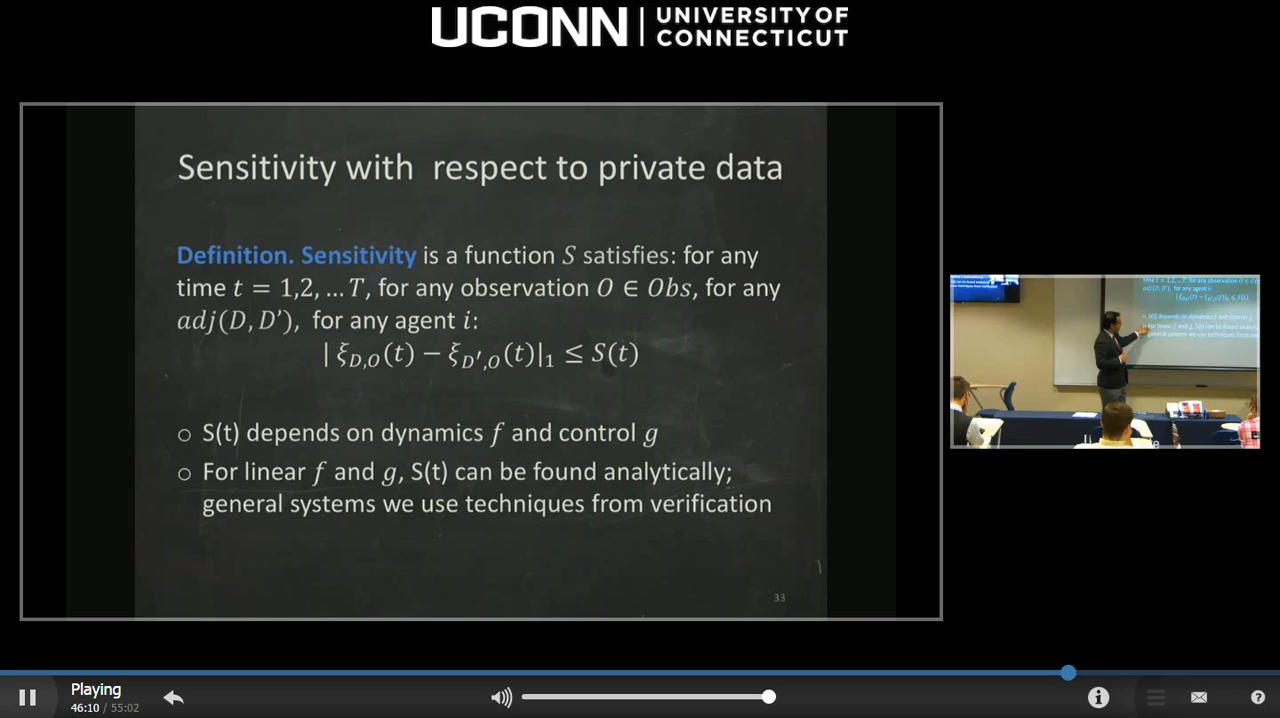 UCONN | UNIVERSITY OF
CONNECTICUT
Sensitivity with respect to private data
Definition. Sensitivity is a function S satisfies: for any
time t = 1,2, … T, for any observation O ∈ Obs, for any
adj(D, D′), for any agent i:
| ξ_{D,O}(t) − ξ_{D′,O}(t)|₁ ≤ S(t)
○ S(t) depends on dynamics f and control g
○ For linear f and g, S(t) can be found analytically;
general systems we use techniques from verification
33
Playing
46:10 / 55:02